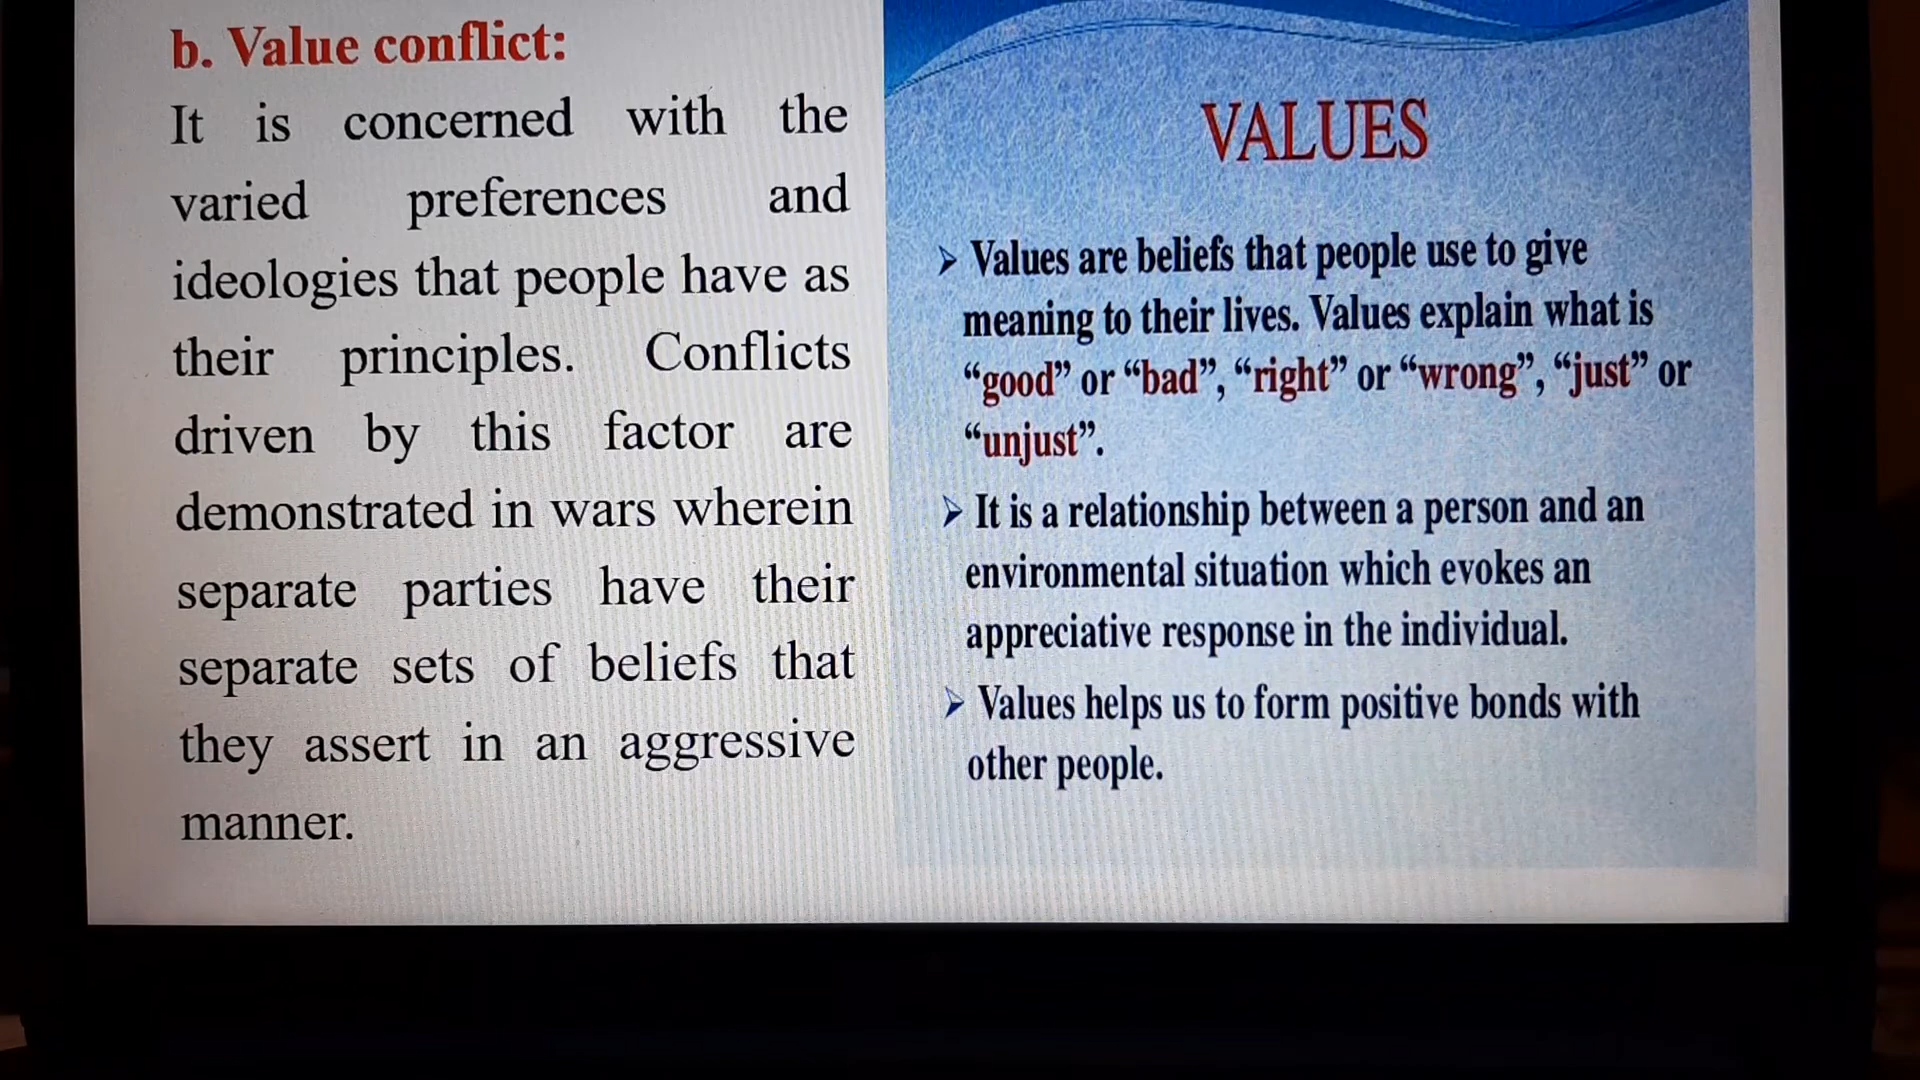 b. Value conflict:
It is concerned with the
varied preferences and
ideologies that people have as
their principles. Conflicts
driven by this factor are
demonstrated in wars wherein
separate parties have their
separate sets of beliefs that
they assert in an aggressive
manner.
VALUES
➢ Values are beliefs that people use to give
meaning to their lives. Values explain what is
“good” or “bad”, “right” or “wrong”, “just” or
“unjust”.
➢ It is a relationship between a person and an
environmental situation which evokes an
appreciative response in the individual.
➢ Values helps us to form positive bonds with
other people.